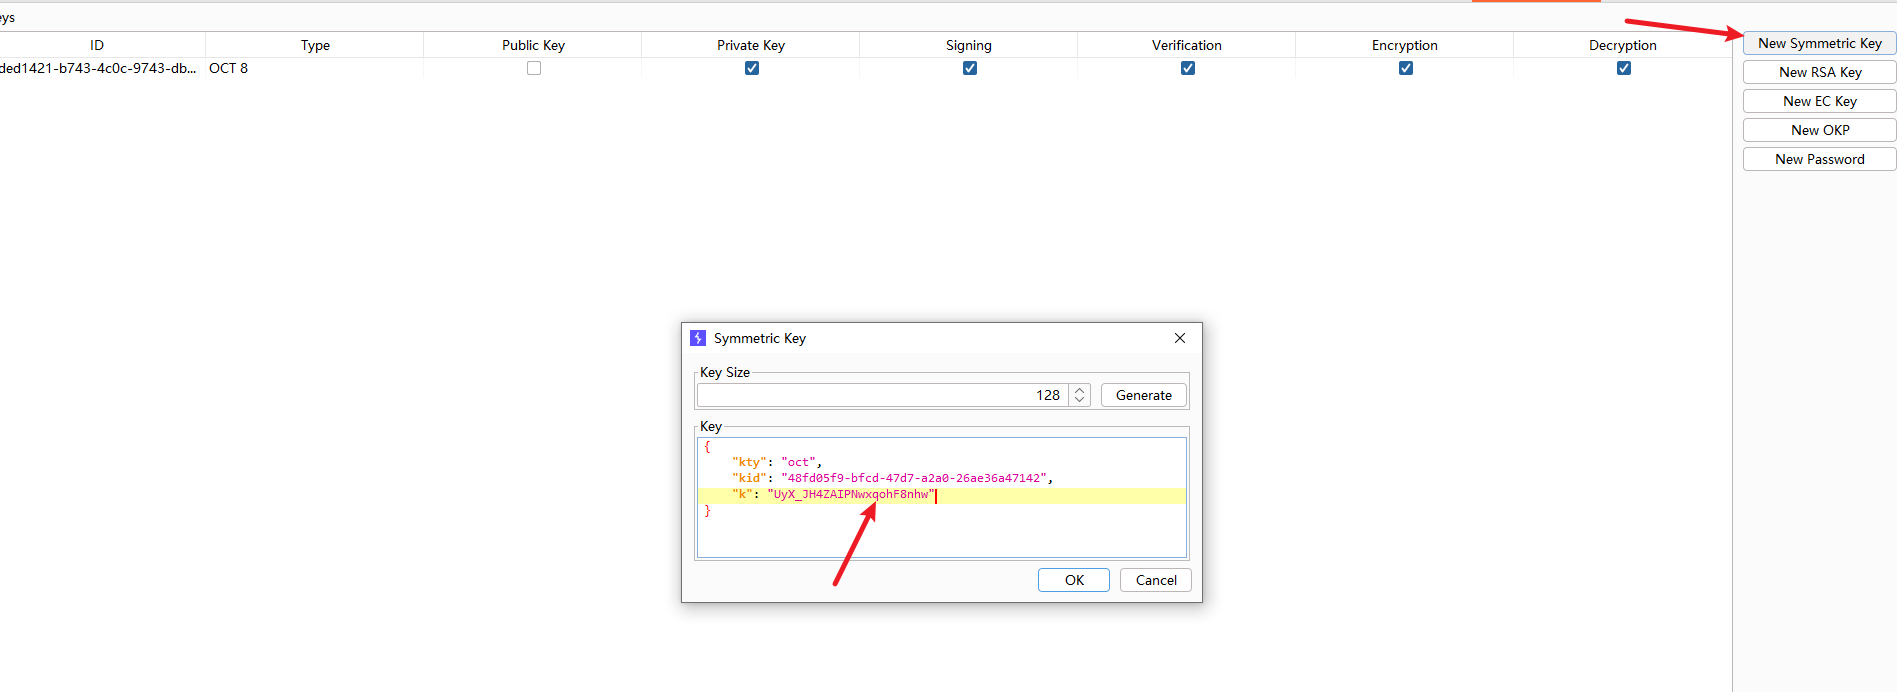 eys
ID Type Public Key Private Key Signing Verification Encryption Decryption
ded1421-b743-4c0c-9743-db... OCT 8
New Symmetric Key
New RSA Key
New EC Key
New OKP
New Password
Symmetric Key
Key Size
128 Generate
Key
{
"kty": "oct",
"kid": "48fd05f9-bfcd-47d7-a2a0-26ae36a47142",
"k": "UyX_JH4ZAIPNwxqohF8nhw"
}
OK Cancel